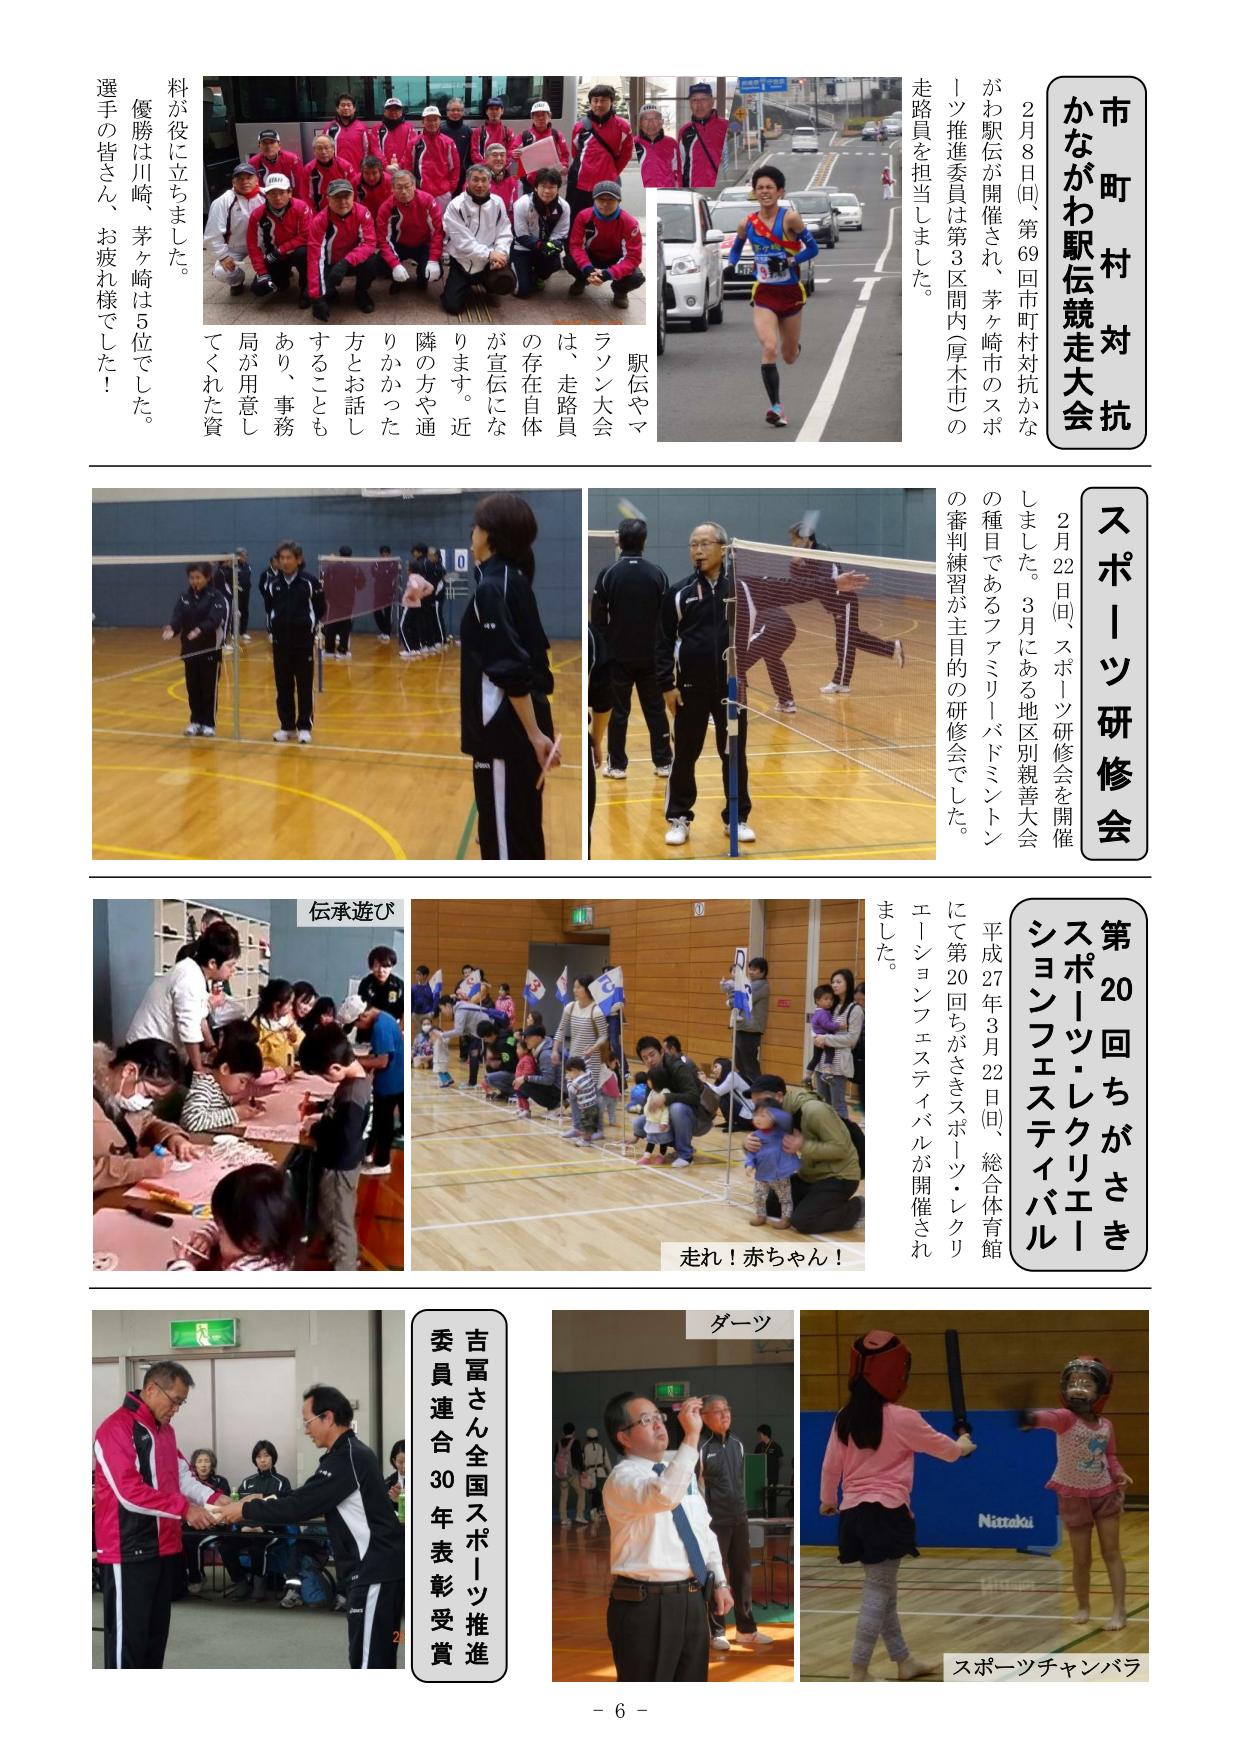 市町村対抗
かながわ駅伝競走大会
２月８日㈰、第69回市町村対抗かな
がわ駅伝が開催され、茅ヶ崎市のスポ
ーツ推進委員は第３区間内（厚木市）の
走路員を担当しました。
駅伝やマ
ラソン大会
は、走路員
の存在自体
が宣伝にな
ります。近
隣の方や通
りかかった
方とお話し
することも
あり、事務
局が用意し
てくれた資
料が役に立ちました。
優勝は川崎、茅ヶ崎は５位でした。
選手の皆さん、お疲れ様でした！
スポーツ研修会
２月22日㈰、スポーツ研修会を開催
しました。３月にある地区別親善大会
の種目であるファミリーバドミントン
の審判練習が主目的の研修会でした。
第20回ちがさき
スポーツ・レクリエー
ションフェスティバル
平成27年３月22日㈰、総合体育館
にて第20回ちがさきスポーツ・レクリ
エーションフェスティバルが開催され
ました。
走れ！赤ちゃん！
伝承遊び
スポーツチャンバラ
Nittaku
ダーツ
吉冨さん全国スポーツ推進
委員連合30年表彰受賞
- 6 -